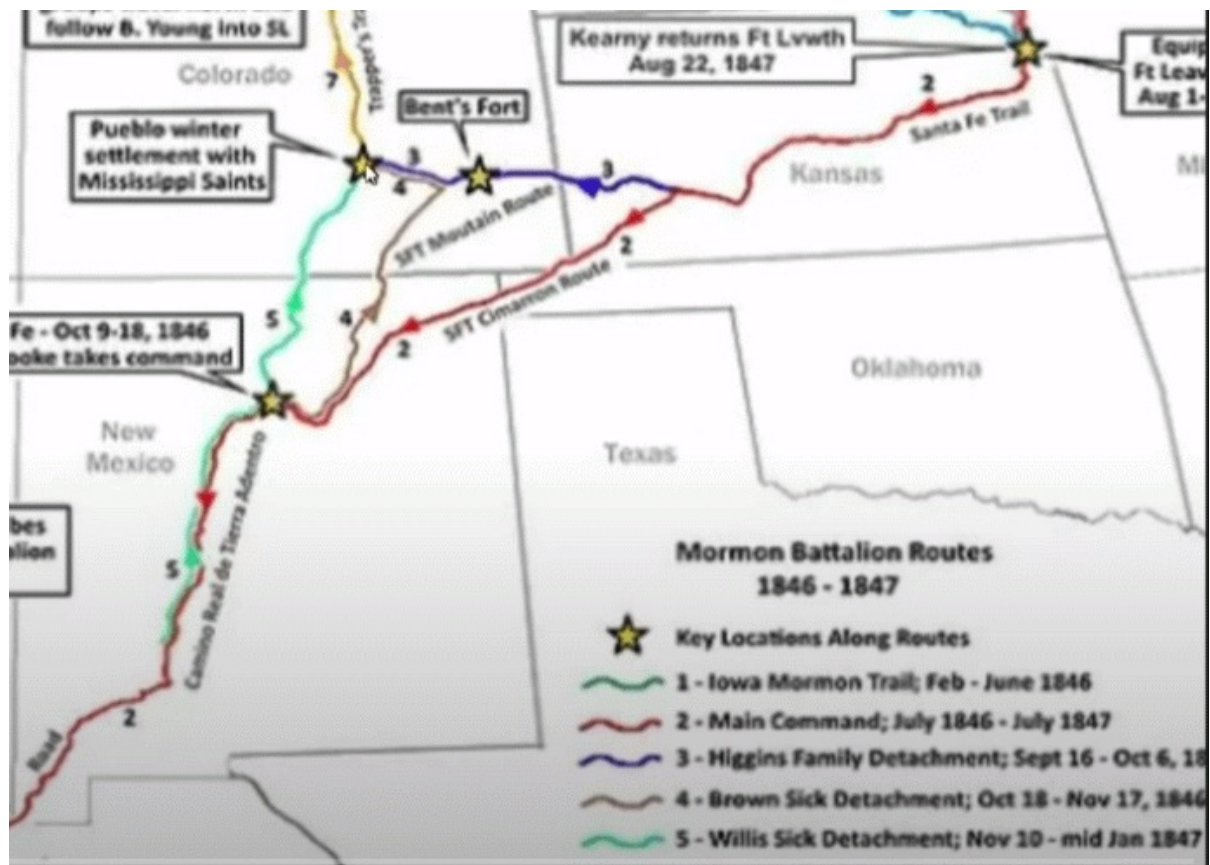 follow B. Young into SL
Colorado
7
Trapper's
Kearny returns Ft Lvwth
Aug 22, 1847
Equip
Ft Leav
Aug 1-
2
Santa Fe Trail
Bent's Fort
Pueblo winter
settlement with
Mississippi Saints
3
4
3
Kansas
Mi
SFT Moutain Route
2
SFT Cimarron Route
5
4
2
Fe - Oct 9-18, 1846
ooke takes command
Oklahoma
New
Mexico
Texas
Camino Real de Tierra Adentro
bes
alion
5
2
Road
Mormon Battalion Routes
1846 - 1847
Key Locations Along Routes
1 - Iowa Mormon Trail; Feb - June 1846
2 - Main Command; July 1846 - July 1847
3 - Higgins Family Detachment; Sept 16 - Oct 6, 18
4 - Brown Sick Detachment; Oct 18 - Nov 17, 1846
5 - Willis Sick Detachment; Nov 10 - mid Jan 1847